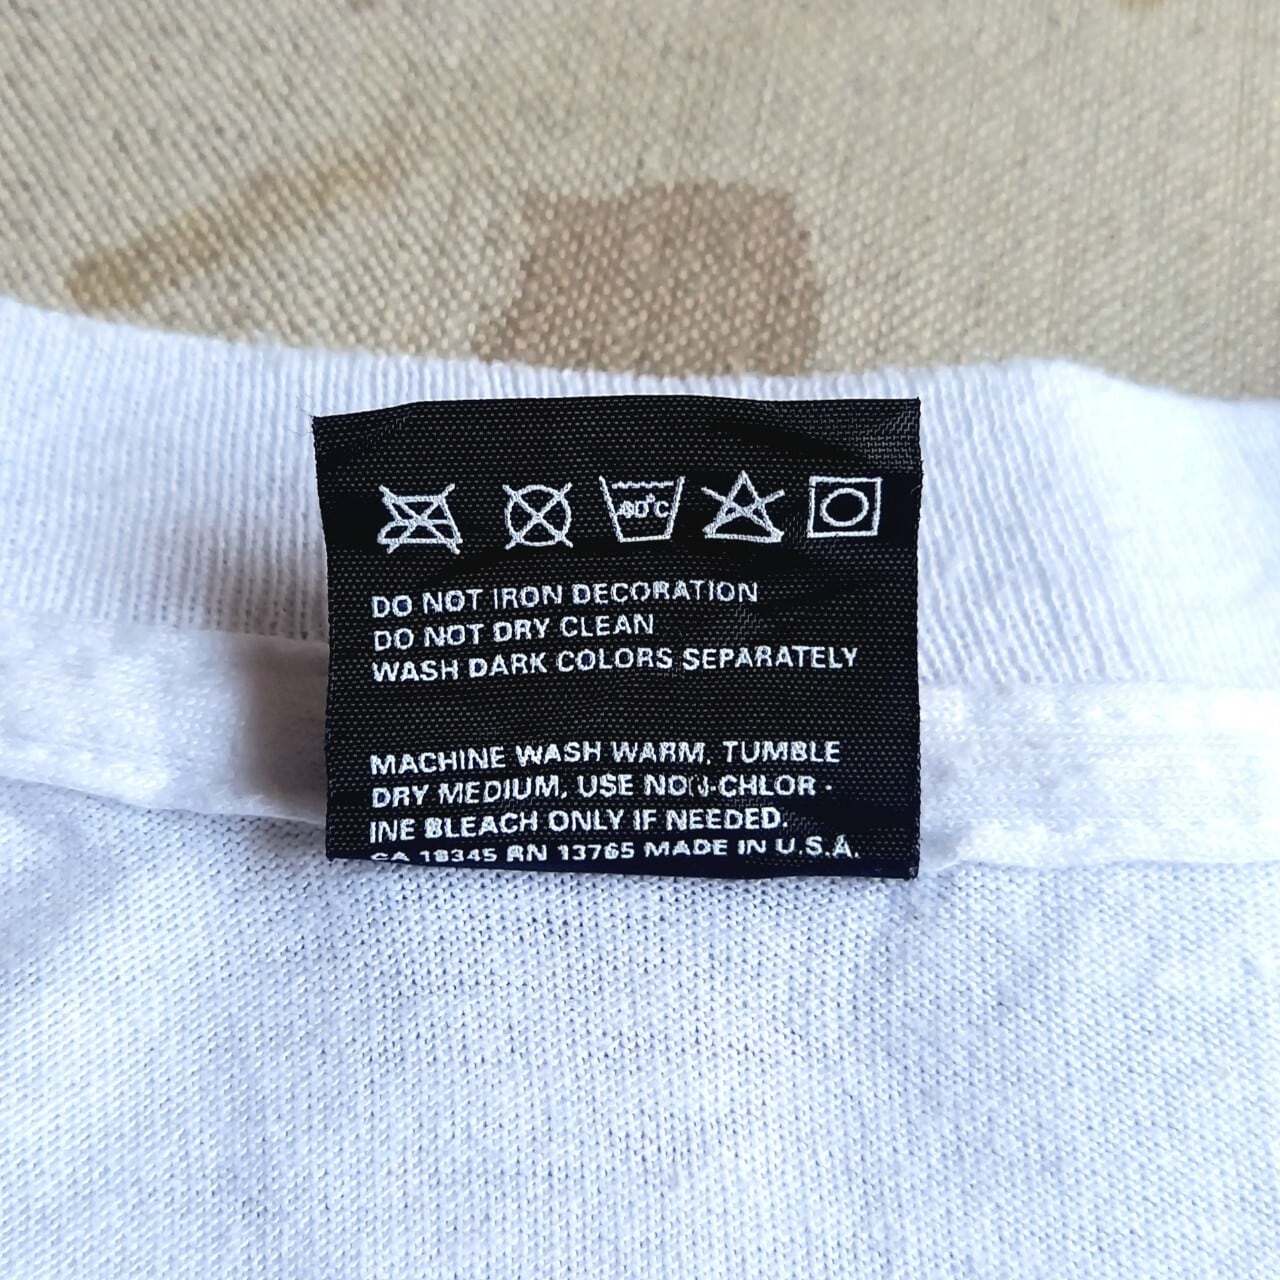 40°C
DO NOT IRON DECORATION
DO NOT DRY CLEAN
WASH DARK COLORS SEPARATELY
MACHINE WASH WARM, TUMBLE
DRY MEDIUM, USE NON-CHLOR -
INE BLEACH ONLY IF NEEDED.
CA 18345 RN 13765 MADE IN U.S.A.